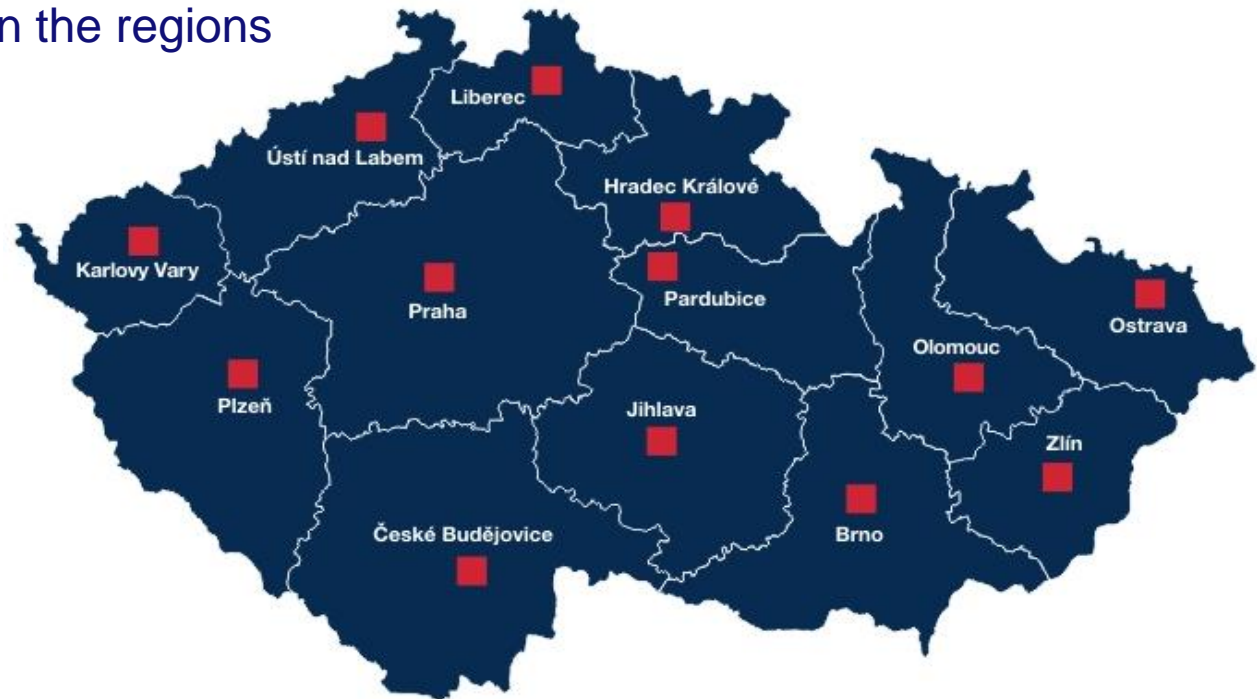 n the regions
Liberec
Ústí nad Labem
Hradec Králové
Karlovy Vary
Pardubice
Praha
Ostrava
Olomouc
Plzeň
Jihlava
Zlín
České Budějovice
Brno